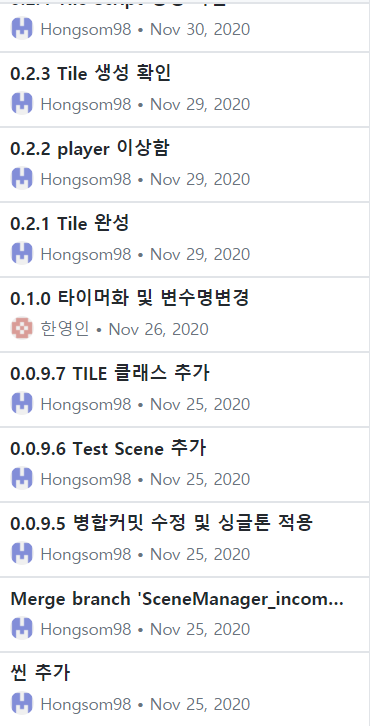 Hongsom98 • Nov 30, 2020
0.2.3 Tile 생성 확인
Hongsom98 • Nov 29, 2020
0.2.2 player 이상함
Hongsom98 • Nov 29, 2020
0.2.1 Tile 완성
Hongsom98 • Nov 29, 2020
0.1.0 타이머화 및 변수명변경
한영인 • Nov 26, 2020
0.0.9.7 TILE 클래스 추가
Hongsom98 • Nov 25, 2020
0.0.9.6 Test Scene 추가
Hongsom98 • Nov 25, 2020
0.0.9.5 병합커밋 수정 및 싱글톤 적용
Hongsom98 • Nov 25, 2020
Merge branch 'SceneManager_incom...
Hongsom98 • Nov 25, 2020
씬 추가
Hongsom98 • Nov 25, 2020